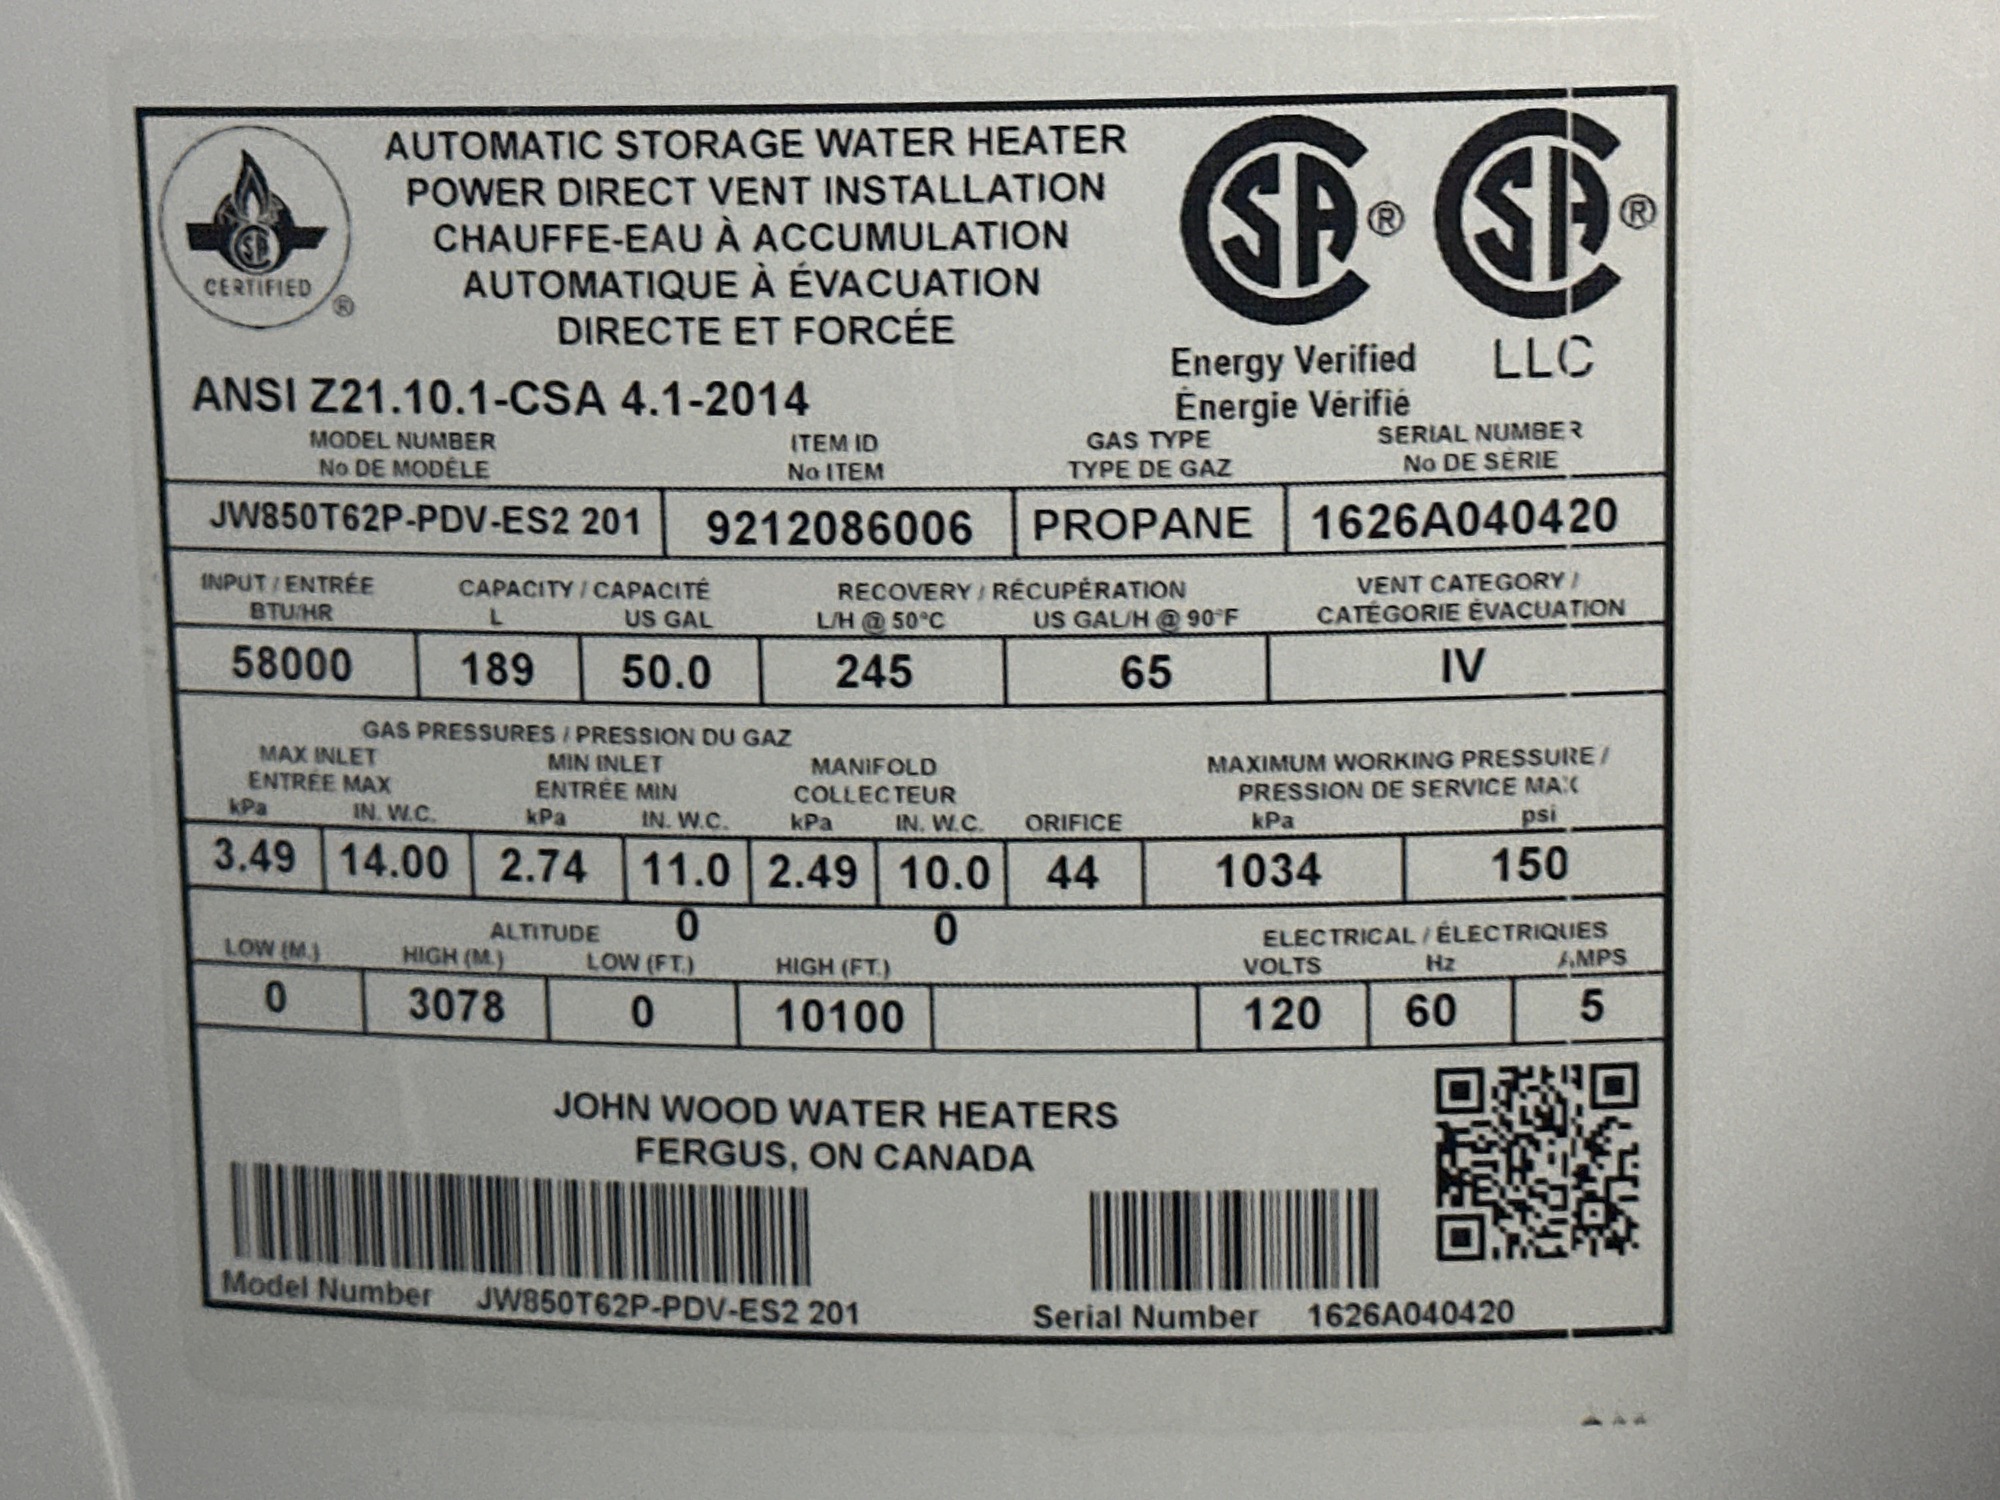 AUTOMATIC STORAGE WATER HEATER
POWER DIRECT VENT INSTALLATION
CHAUFFE-EAU À ACCUMULATION
AUTOMATIQUE À ÉVACUATION
DIRECTE ET FORCÉE
CERTIFIED ®
SA ® SA ®
Energy Verified LLC
Énergie Vérifié
ANSI Z21.10.1-CSA 4.1-2014
MODEL NUMBER ITEM ID GAS TYPE SERIAL NUMBER
No DE MODÈLE No ITEM TYPE DE GAZ No DE SÉRIE
JW850T62P-PDV-ES2 201 9212086006 PROPANE 1626A040420
INPUT / ENTRÉE CAPACITY / CAPACITÉ RECOVERY / RÉCUPÉRATION VENT CATEGORY /
BTU/HR L US GAL L/H @ 50°C US GAL/H @ 90°F CATÉGORIE ÉVACUATION
58000 189 50.0 245 65 IV
GAS PRESSURES / PRESSION DU GAZ
MAX INLET MIN INLET MANIFOLD MAXIMUM WORKING PRESSURE /
ENTRÉE MAX ENTRÉE MIN COLLECTEUR PRESSION DE SERVICE MAX
kPa IN. W.C. kPa IN. W.C. kPa IN. W.C. ORIFICE kPa psi
3.49 14.00 2.74 11.0 2.49 10.0 44 1034 150
ALTITUDE 0 0 ELECTRICAL / ÉLECTRIQUES
LOW (M.) HIGH (M.) LOW (FT.) HIGH (FT.) VOLTS Hz AMPS
0 3078 0 10100 120 60 5
JOHN WOOD WATER HEATERS
FERGUS, ON CANADA
Model Number JW850T62P-PDV-ES2 201 Serial Number 1626A040420